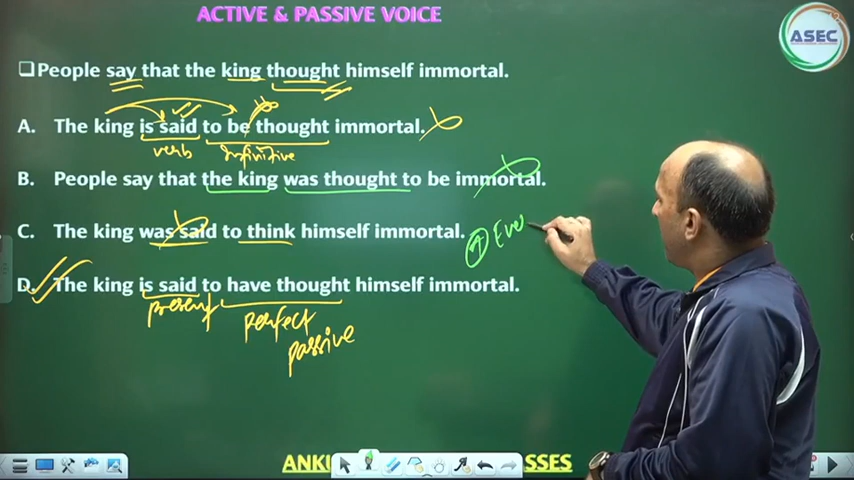 ACTIVE & PASSIVE VOICE
ASEC
❑People say that the king thought himself immortal.
A. The king is said to be thought immortal.
verb Infinitive
B. People say that the king was thought to be immortal.
C. The king was said to think himself immortal.
Eve
D. The king is said to have thought himself immortal.
present perfect
passive
ANKI SSES